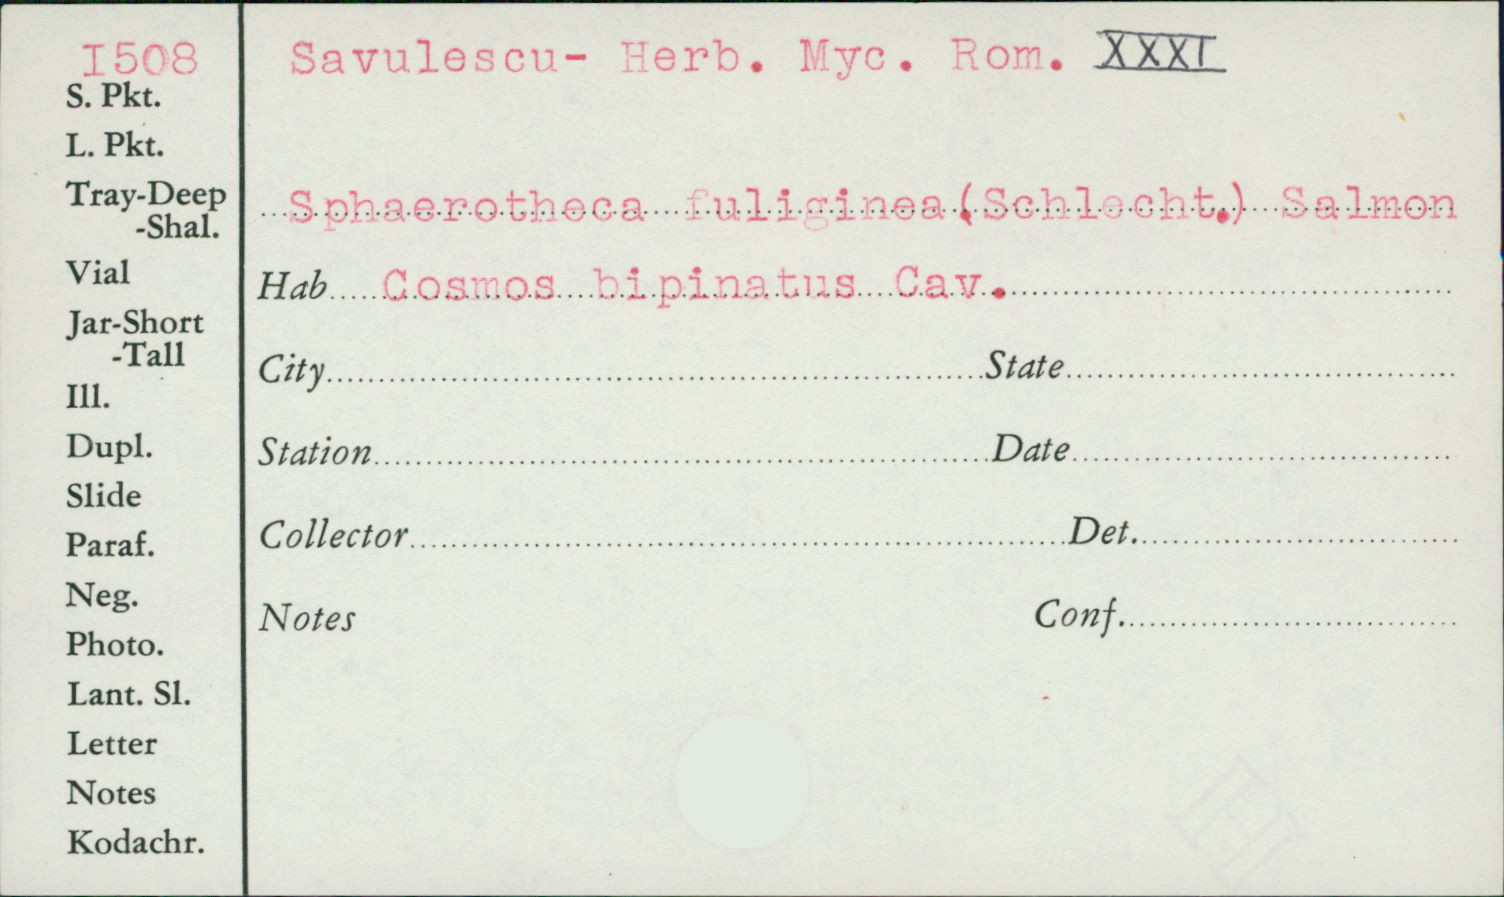 I508
S. Pkt.
L. Pkt.
Tray-Deep
-Shal.
Vial
Jar-Short
-Tall
Ill.
Dupl.
Slide
Paraf.
Neg.
Photo.
Lant. Sl.
Letter
Notes
Kodachr.
Savulescu- Herb. Myc. Rom. XXXI
Sphaerotheca fuliginea (Schlecht.) Salmon
Hab Cosmos bipinatus Cav.
City State
Station Date
Collector Det.
Notes Conf.